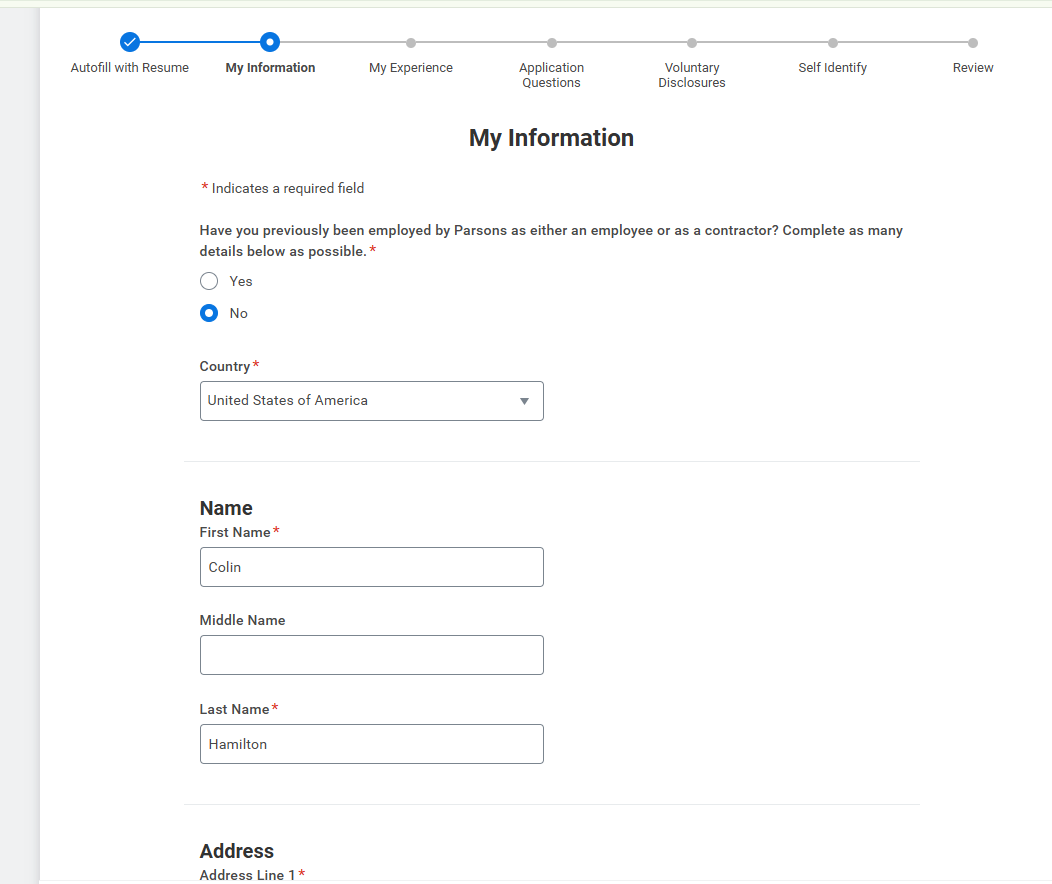 Autofill with Resume
My Information
My Experience
Application
Questions
Voluntary
Disclosures
Self Identify
Review
My Information
* Indicates a required field
Have you previously been employed by Parsons as either an employee or as a contractor? Complete as many
details below as possible.*
Yes
No
Country*
United States of America
Name
First Name*
Colin
Middle Name
Last Name*
Hamilton
Address
Address Line 1*